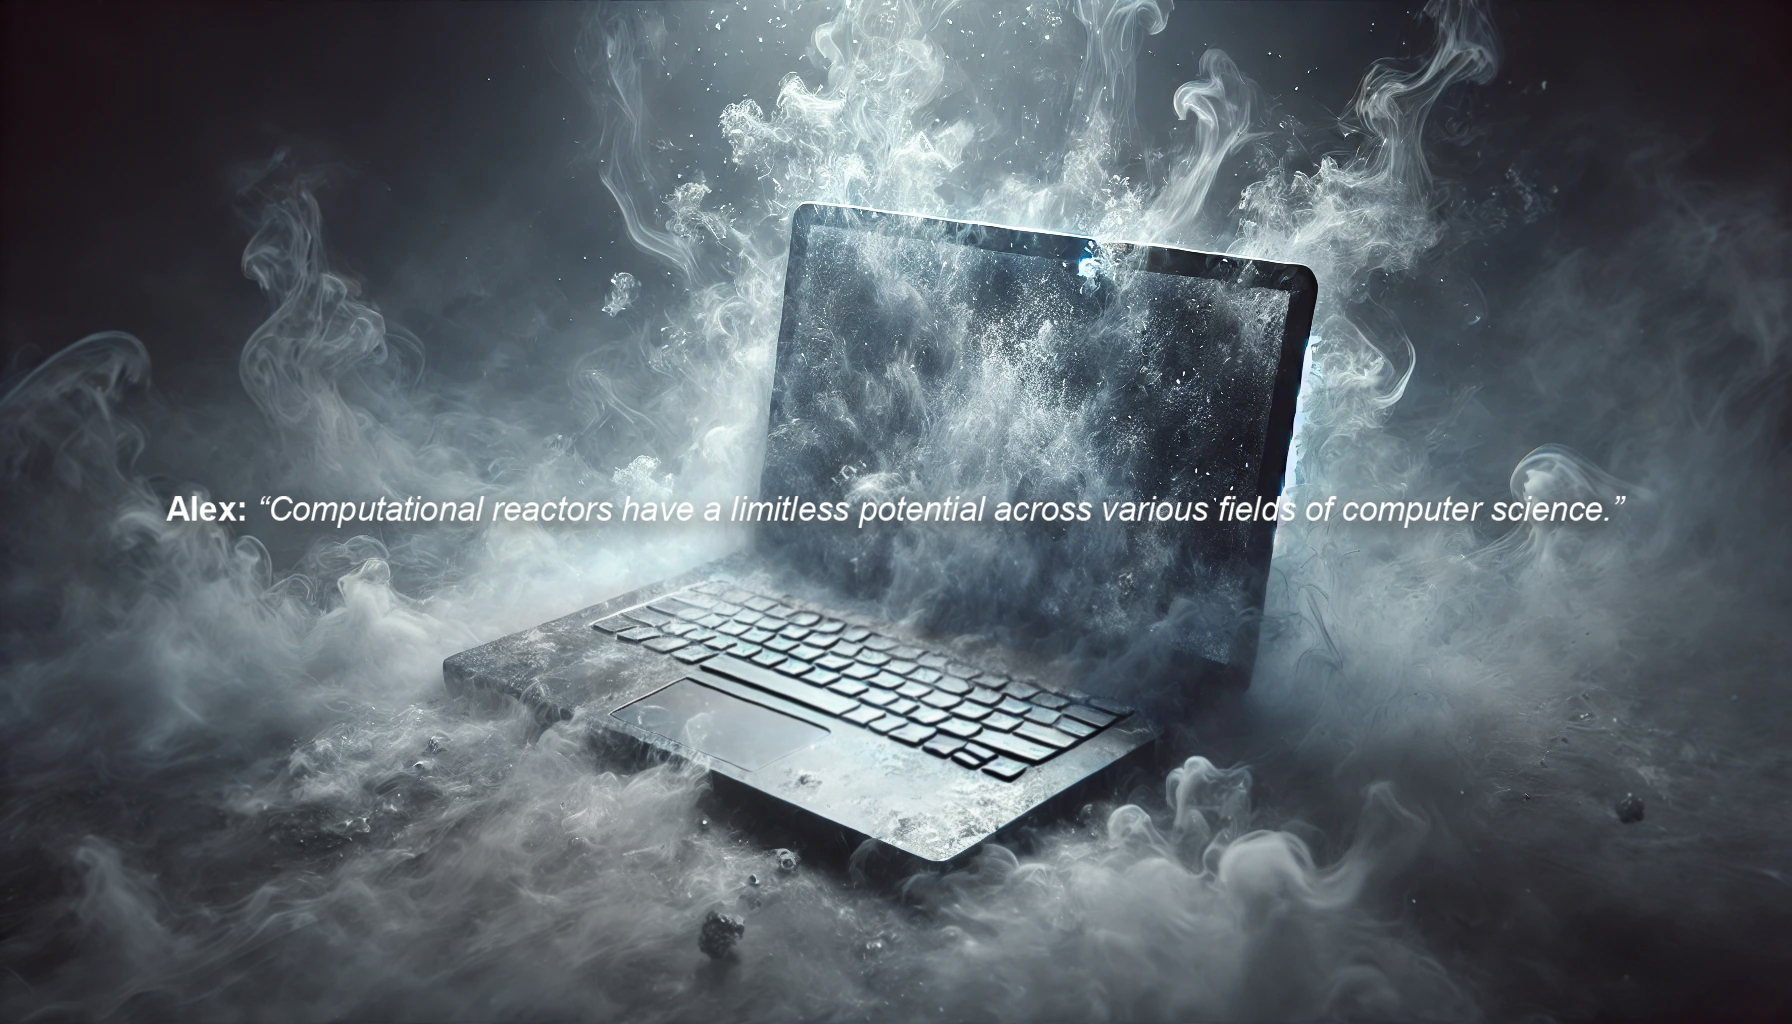 Alex: “Computational reactors have a limitless potential across various fields of computer science.”